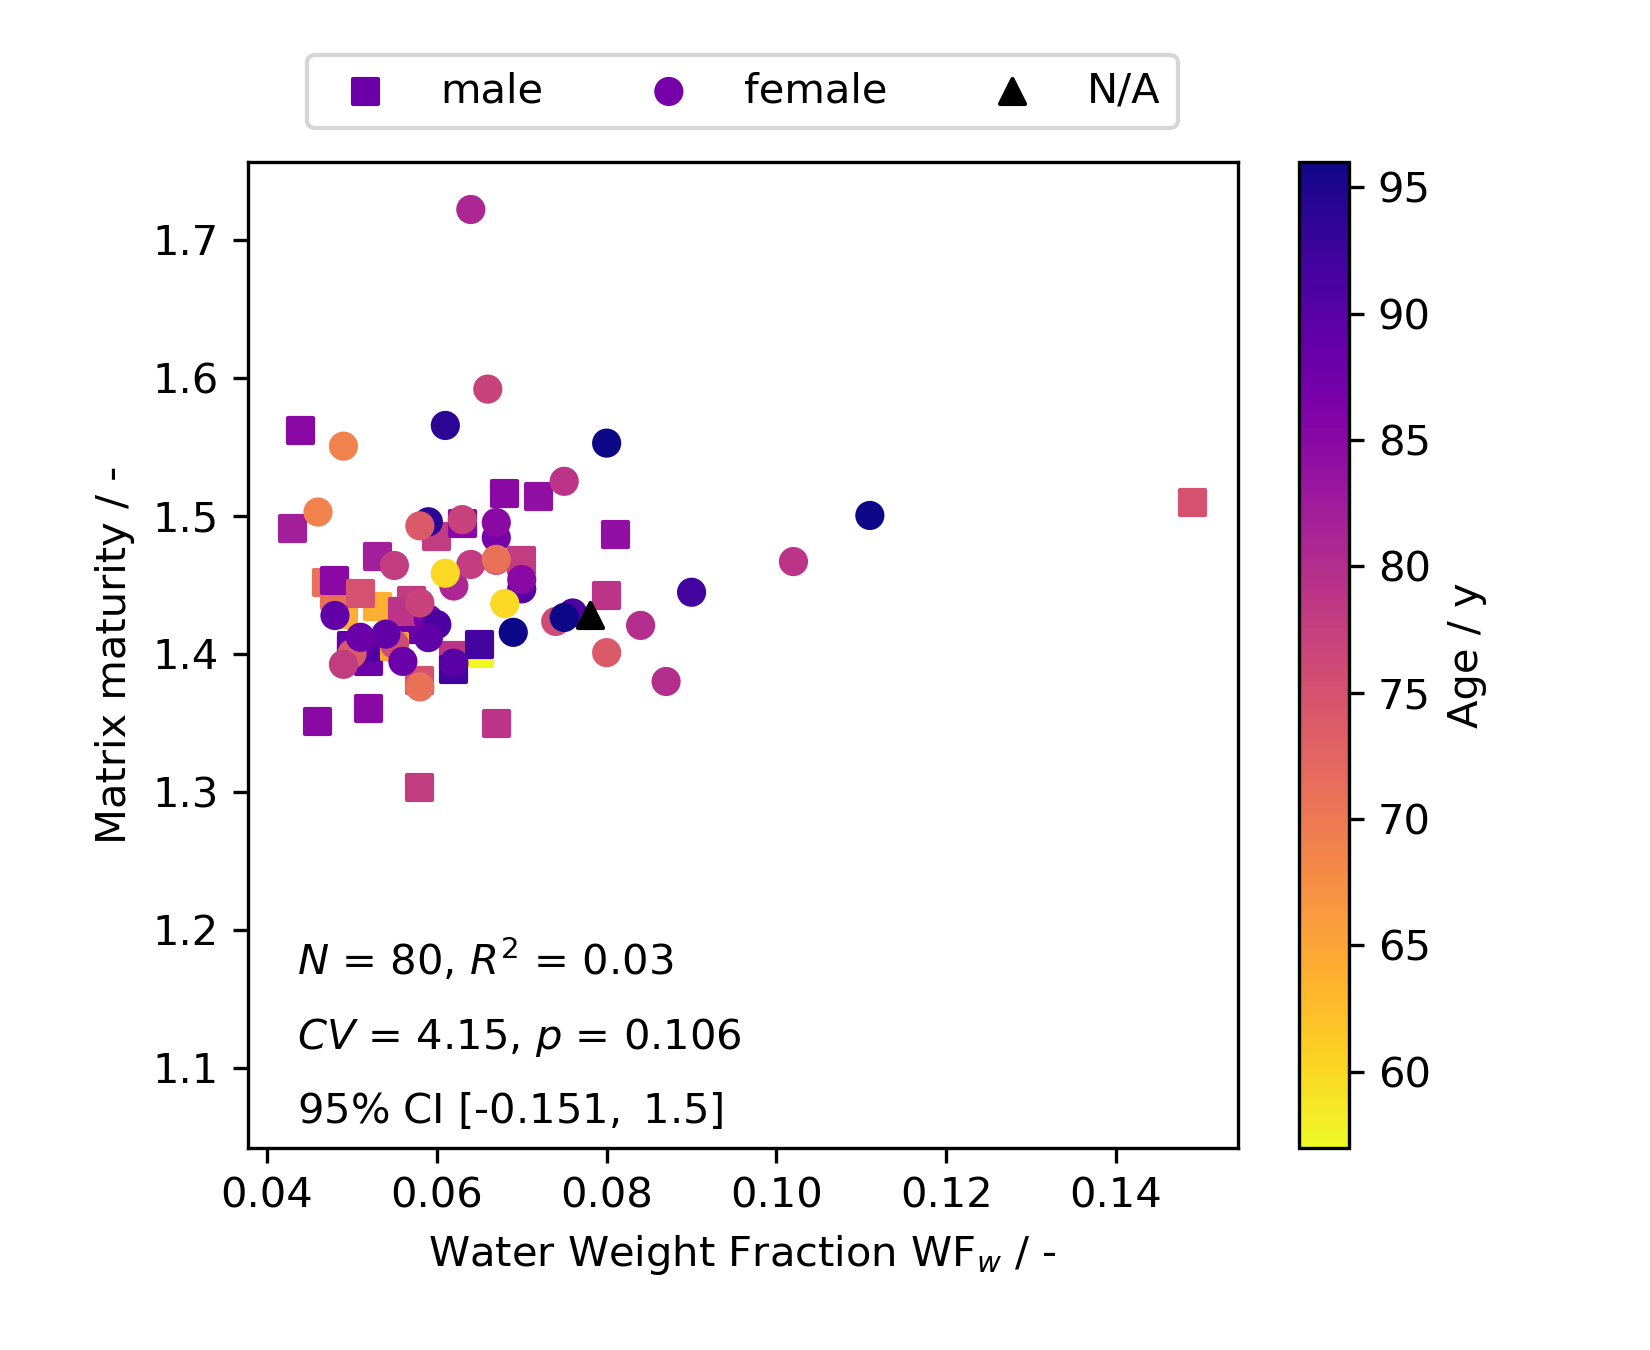 male female N/A
Matrix maturity / -
1.7
1.6
1.5
1.4
1.3
1.2
1.1
N = 80, R² = 0.03
CV = 4.15, p = 0.106
95% CI [-0.151, 1.5]
0.04 0.06 0.08 0.10 0.12 0.14
Water Weight Fraction WF_w / -
95
90
85
80
75
70
65
60
Age / y